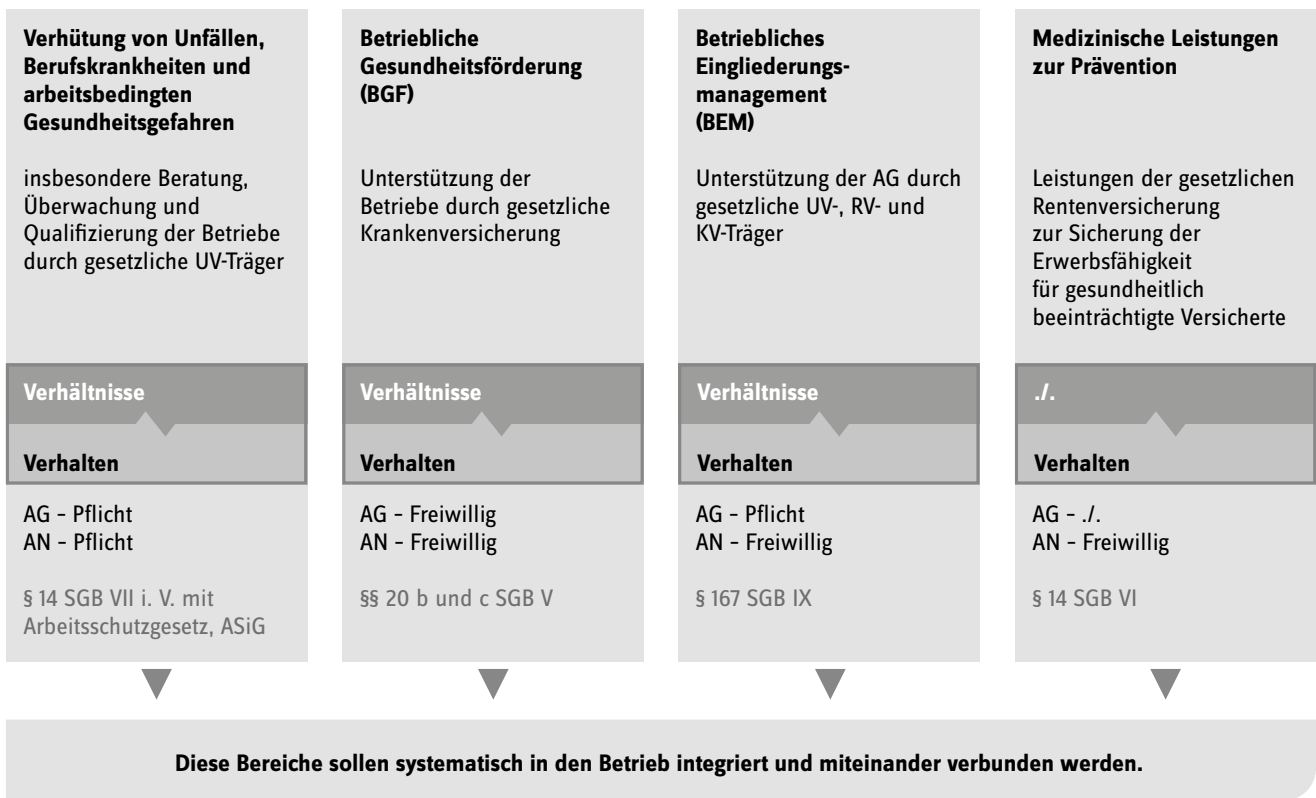 Verhütung von Unfällen,
Berufskrankheiten und
arbeitsbedingten
Gesundheitsgefahren
insbesondere Beratung,
Überwachung und
Qualifizierung der Betriebe
durch gesetzliche UV-Träger
Verhältnisse
Verhalten
AG – Pflicht
AN – Pflicht
§ 14 SGB VII i. V. mit
Arbeitsschutzgesetz, ASiG
Betriebliche
Gesundheitsförderung
(BGF)
Unterstützung der
Betriebe durch gesetzliche
Krankenversicherung
Verhältnisse
Verhalten
AG – Freiwillig
AN – Freiwillig
§§ 20 b und c SGB V
Betriebliches
Eingliederungs-
management
(BEM)
Unterstützung der AG durch
gesetzliche UV-, RV- und
KV-Träger
Verhältnisse
Verhalten
AG – Pflicht
AN – Freiwillig
§ 167 SGB IX
Medizinische Leistungen
zur Prävention
Leistungen der gesetzlichen
Rentenversicherung
zur Sicherung der
Erwerbsfähigkeit
für gesundheitlich
beeinträchtigte Versicherte
./.
Verhalten
AG – ./.
AN – Freiwillig
§ 14 SGB VI
Diese Bereiche sollen systematisch in den Betrieb integriert und miteinander verbunden werden.